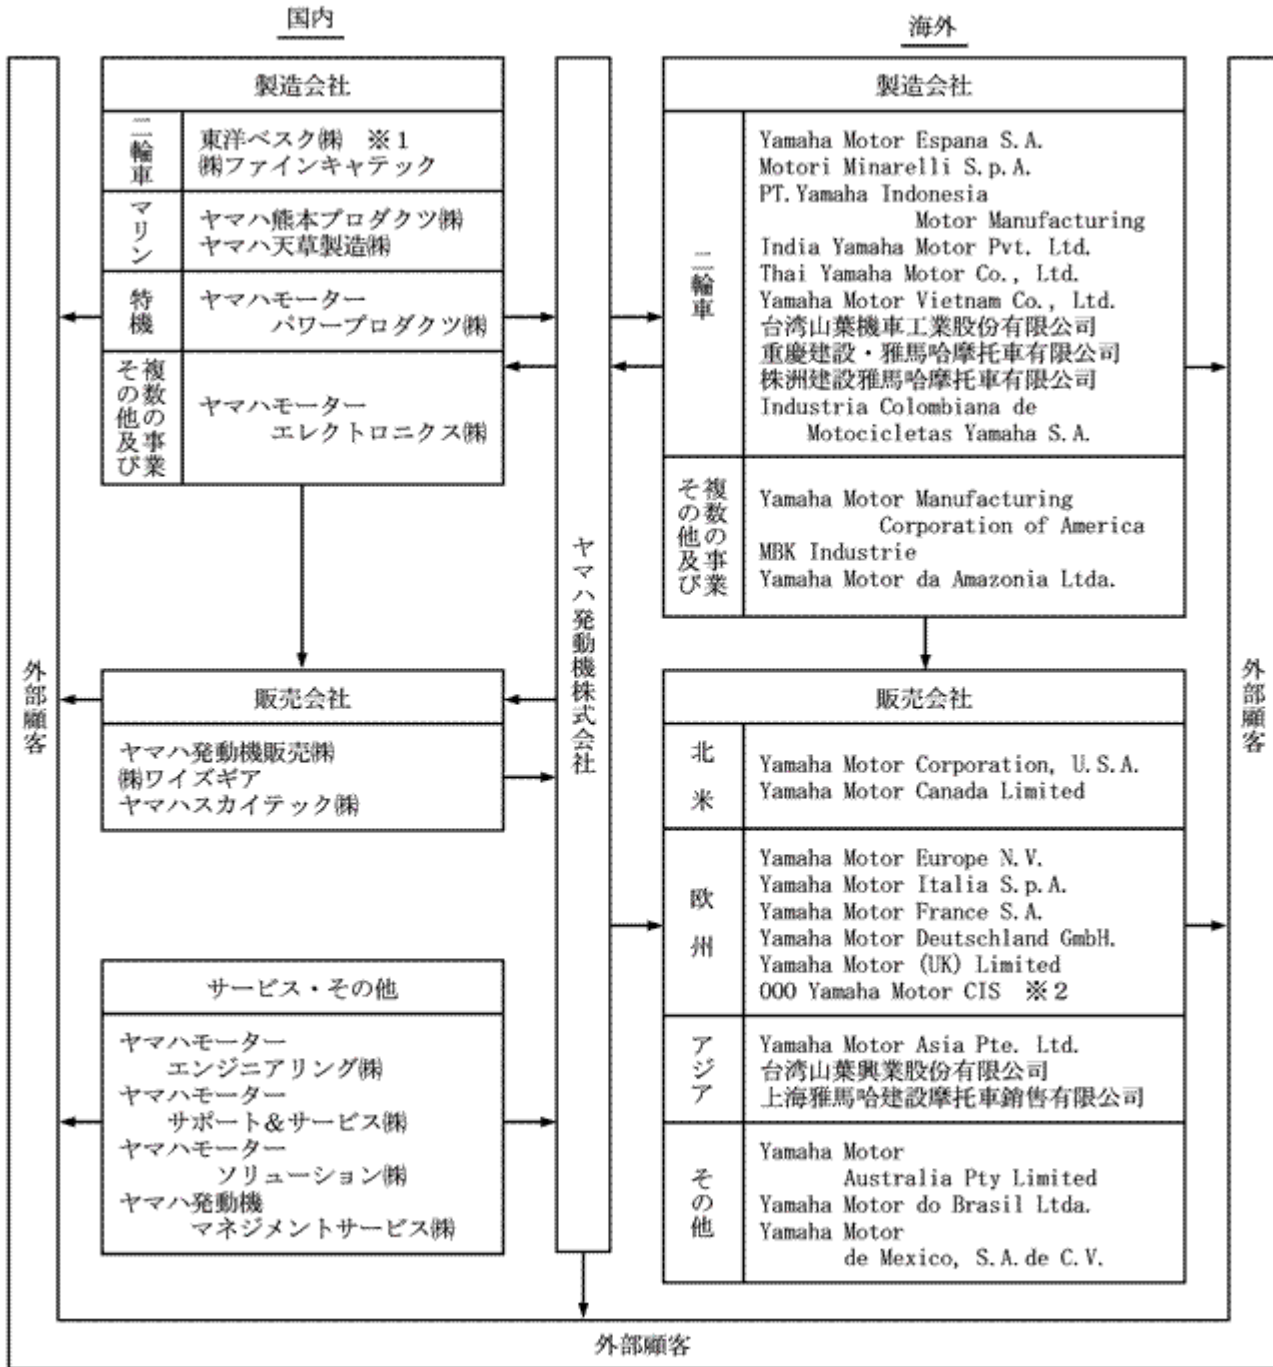 国内
海外
外部顧客
製造会社
二輪車
東洋ベスク㈱ ※1
㈱ファインキャテック
マリン
ヤマハ熊本プロダクツ㈱
ヤマハ天草製造㈱
特機
ヤマハモーター
パワープロダクツ㈱
その他及び
複数の事業
ヤマハモーター
エレクトロニクス㈱
販売会社
ヤマハ発動機販売㈱
㈱ワイズギア
ヤマハスカイテック㈱
サービス・その他
ヤマハモーター
エンジニアリング㈱
ヤマハモーター
サポート&サービス㈱
ヤマハモーター
ソリューション㈱
ヤマハ発動機
マネジメントサービス㈱
ヤマハ発動機株式会社
製造会社
二輪車
Yamaha Motor Espana S.A.
Motori Minarelli S.p.A.
PT.Yamaha Indonesia
Motor Manufacturing
India Yamaha Motor Pvt. Ltd.
Thai Yamaha Motor Co., Ltd.
Yamaha Motor Vietnam Co., Ltd.
台湾山葉機車工業股份有限公司
重慶建設・雅馬哈摩托車有限公司
株洲建設雅馬哈摩托車有限公司
Industria Colombiana de
Motocicletas Yamaha S.A.
その他及び
複数の事業
Yamaha Motor Manufacturing
Corporation of America
MBK Industrie
Yamaha Motor da Amazonia Ltda.
販売会社
北米
Yamaha Motor Corporation, U.S.A.
Yamaha Motor Canada Limited
欧州
Yamaha Motor Europe N.V.
Yamaha Motor Italia S.p.A.
Yamaha Motor France S.A.
Yamaha Motor Deutschland GmbH.
Yamaha Motor (UK) Limited
OOO Yamaha Motor CIS ※2
アジア
Yamaha Motor Asia Pte. Ltd.
台湾山葉興業股份有限公司
上海雅馬哈建設摩托車銷售有限公司
その他
Yamaha Motor
Australia Pty Limited
Yamaha Motor do Brasil Ltda.
Yamaha Motor
de Mexico, S.A.de C.V.
外部顧客
外部顧客